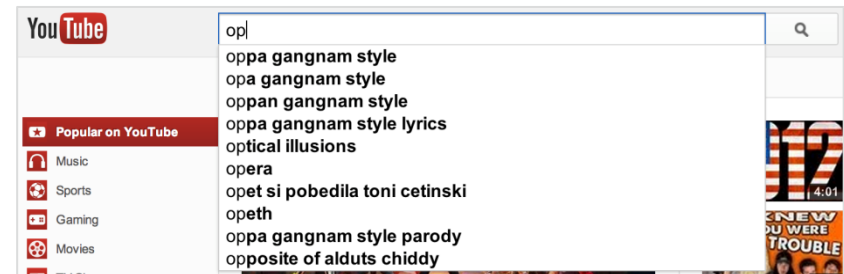 YouTube
op
oppa gangnam style
opa gangnam style
oppan gangnam style
oppa gangnam style lyrics
optical illusions
opera
opet si pobedila toni cetinski
opeth
oppa gangnam style parody
opposite of alduts chiddy
Popular on YouTube
Music
Sports
Gaming
Movies
012
4:01
KNEW
OU WERE
TROUBLE